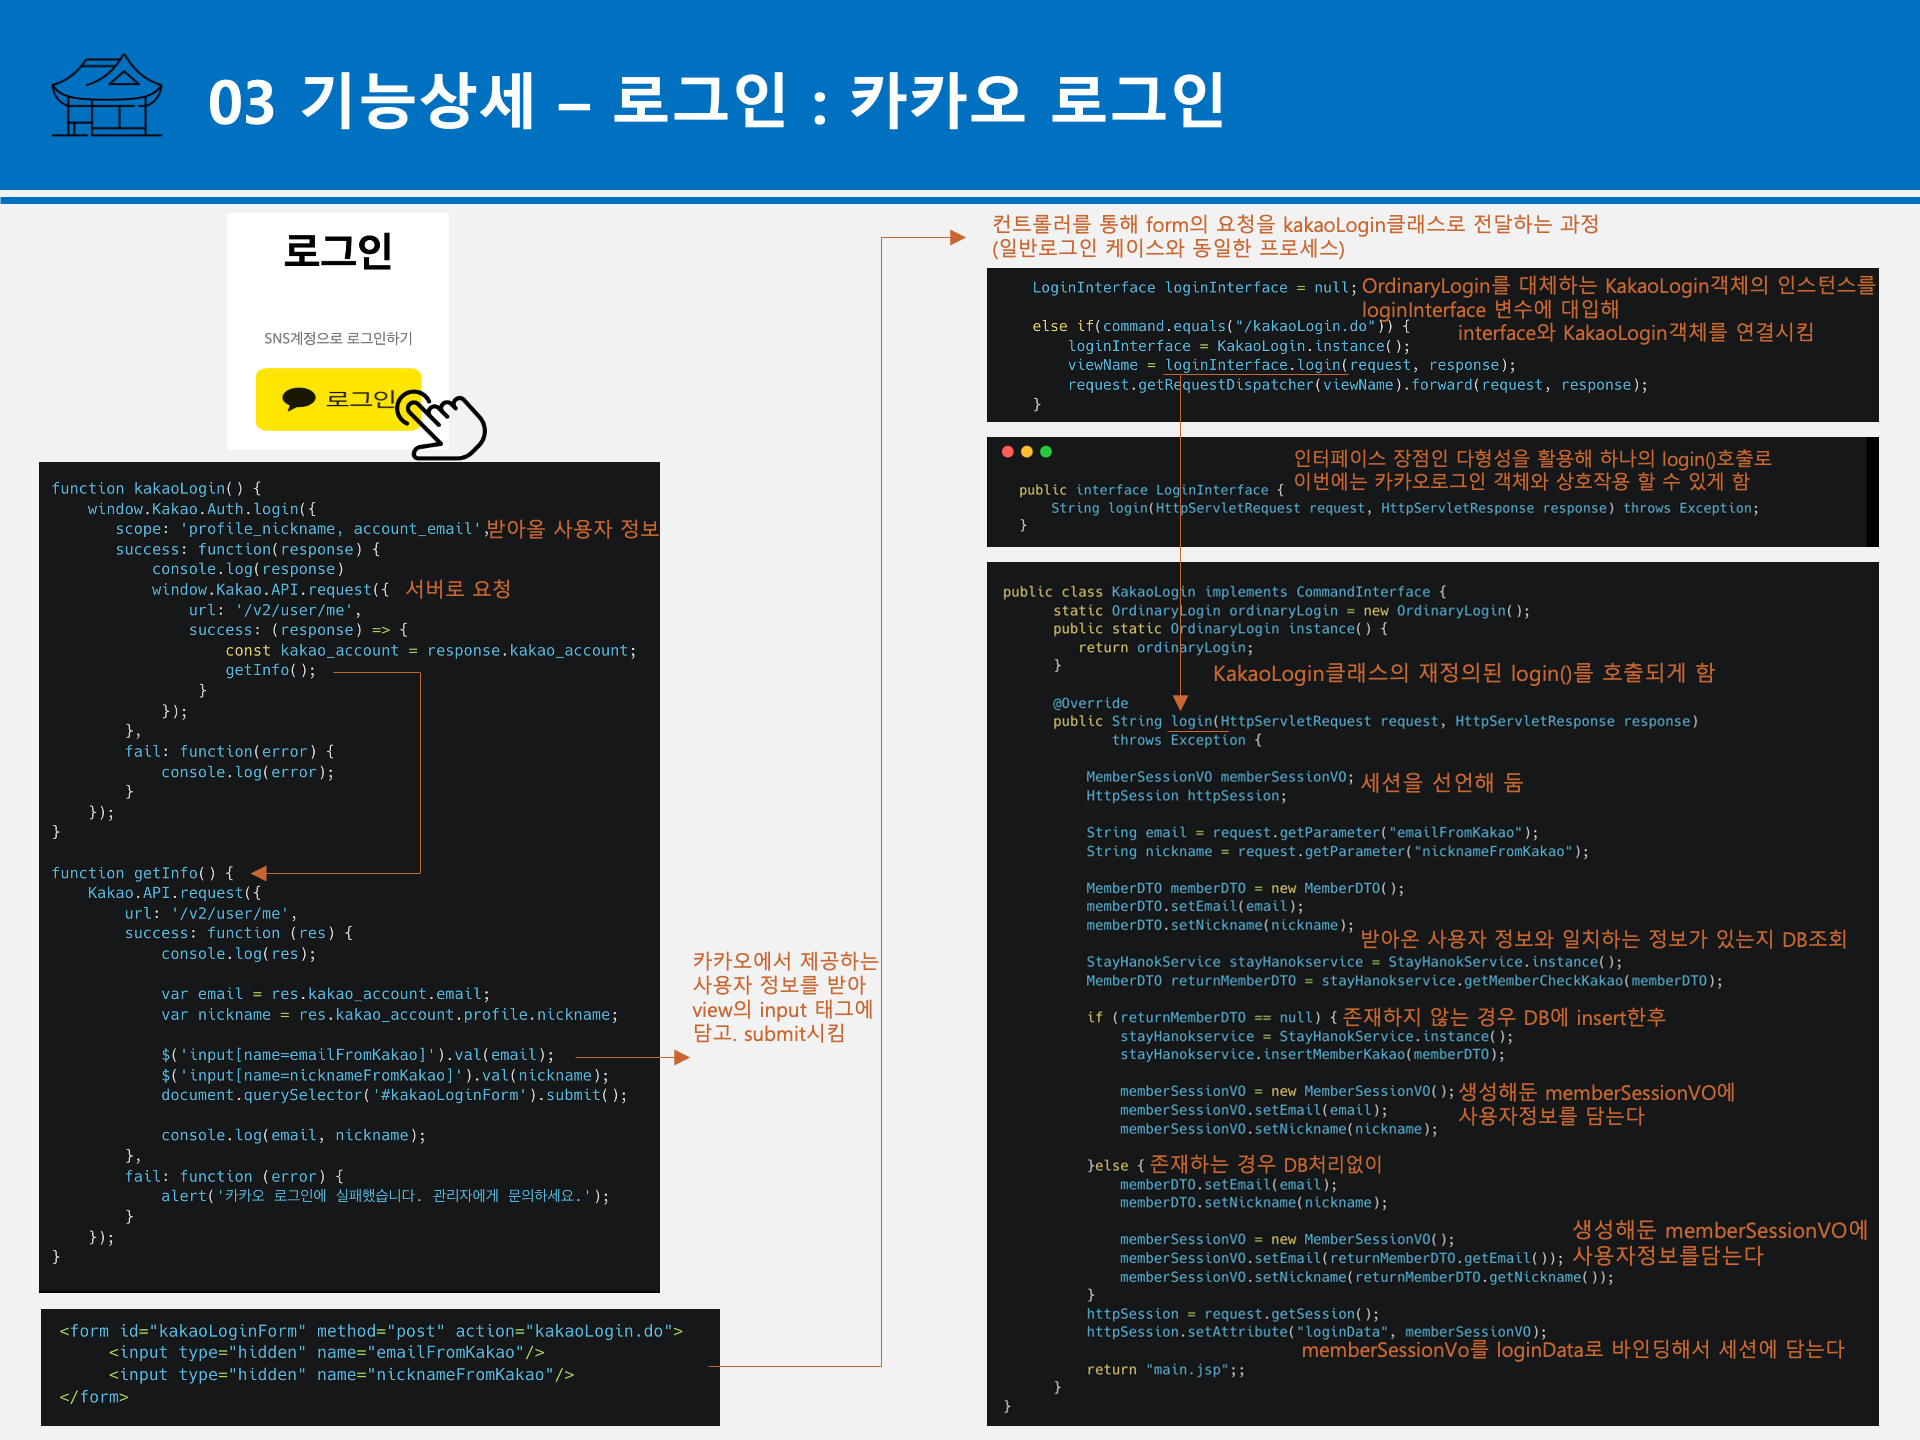 03 기능상세 – 로그인 : 카카오 로그인
로그인
SNS계정으로 로그인하기
로그인
function kakaoLogin() {
window.Kakao.Auth.login({
scope: 'profile_nickname, account_email', 받아올 사용자 정보
success: function(response) {
console.log(response)
window.Kakao.API.request({ 서버로 요청
url: '/v2/user/me',
success: (response) => {
const kakao_account = response.kakao_account;
getInfo();
}
});
},
fail: function(error) {
console.log(error);
}
});
}
function getInfo() {
Kakao.API.request({
url: '/v2/user/me',
success: function (res) {
console.log(res);
var email = res.kakao_account.email;
var nickname = res.kakao_account.profile.nickname;
$('input[name=emailFromKakao]').val(email);
$('input[name=nicknameFromKakao]').val(nickname);
document.querySelector('#kakaoLoginForm').submit();
console.log(email, nickname);
},
fail: function (error) {
alert('카카오 로그인에 실패했습니다. 관리자에게 문의하세요.');
}
});
}
카카오에서 제공하는
사용자 정보를 받아
view의 input 태그에
담고. submit시킴
<form id="kakaoLoginForm" method="post" action="kakaoLogin.do">
<input type="hidden" name="emailFromKakao"/>
<input type="hidden" name="nicknameFromKakao"/>
</form>
컨트롤러를 통해 form의 요청을 kakaoLogin클래스로 전달하는 과정
(일반로그인 케이스와 동일한 프로세스)
LoginInterface loginInterface = null; OrdinaryLogin를 대체하는 KakaoLogin객체의 인스턴스를
loginInterface 변수에 대입해
else if(command.equals("/kakaoLogin.do")) {
interface와 KakaoLogin객체를 연결시킴
loginInterface = KakaoLogin.instance();
viewName = loginInterface.login(request, response);
request.getRequestDispatcher(viewName).forward(request, response);
}
인터페이스 장점인 다형성을 활용해 하나의 login()호출로
이번에는 카카오로그인 객체와 상호작용 할 수 있게 함
public interface LoginInterface {
String login(HttpServletRequest request, HttpServletResponse response) throws Exception;
}
public class KakaoLogin implements CommandInterface {
static OrdinaryLogin ordinaryLogin = new OrdinaryLogin();
public static OrdinaryLogin instance() {
return ordinaryLogin;
}
KakaoLogin클래스의 재정의된 login()를 호출되게 함
@Override
public String login(HttpServletRequest request, HttpServletResponse response)
throws Exception {
MemberSessionVO memberSessionVO; 세션을 선언해 둠
HttpSession httpSession;
String email = request.getParameter("emailFromKakao");
String nickname = request.getParameter("nicknameFromKakao");
MemberDTO memberDTO = new MemberDTO();
memberDTO.setEmail(email);
memberDTO.setNickname(nickname);
받아온 사용자 정보와 일치하는 정보가 있는지 DB조회
StayHanokService stayHanokservice = StayHanokService.instance();
MemberDTO returnMemberDTO = stayHanokservice.getMemberCheckKakao(memberDTO);
if (returnMemberDTO == null) { 존재하지 않는 경우 DB에 insert한후
stayHanokservice = StayHanokService.instance();
stayHanokservice.insertMemberKakao(memberDTO);
memberSessionVO = new MemberSessionVO(); 생성해둔 memberSessionVO에
memberSessionVO.setEmail(email); 사용자정보를 담는다
memberSessionVO.setNickname(nickname);
}else { 존재하는 경우 DB처리없이
memberDTO.setEmail(email);
memberDTO.setNickname(nickname);
생성해둔 memberSessionVO에
memberSessionVO = new MemberSessionVO();
memberSessionVO.setEmail(returnMemberDTO.getEmail()); 사용자정보를담는다
memberSessionVO.setNickname(returnMemberDTO.getNickname());
}
httpSession = request.getSession();
httpSession.setAttribute("loginData", memberSessionVO);
memberSessionVo를 loginData로 바인딩해서 세션에 담는다
return "main.jsp";;
}
}